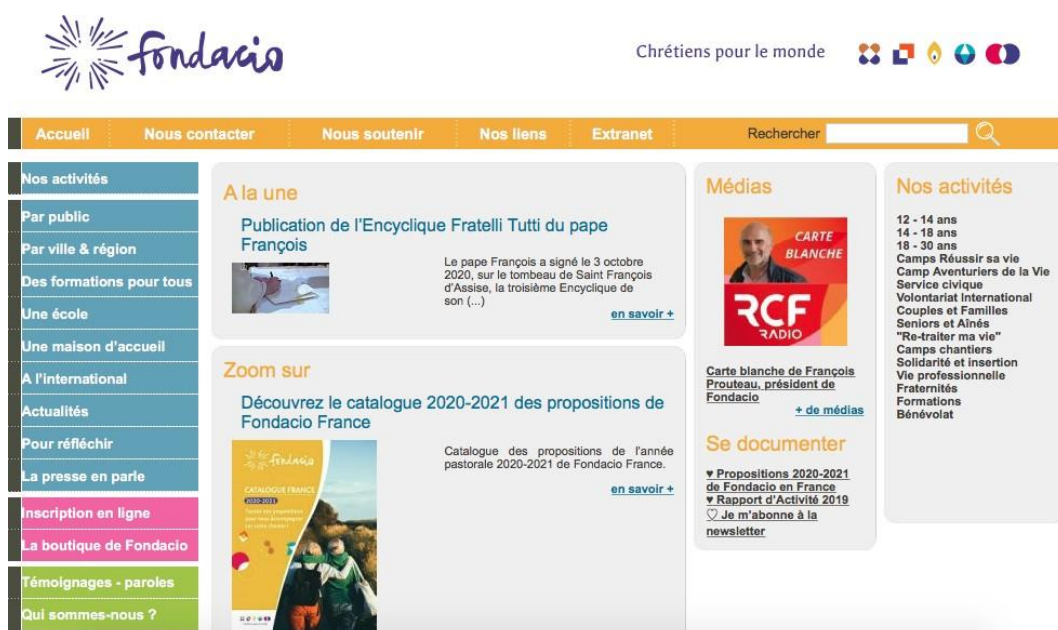 fondacio
Chrétiens pour le monde
Accueil
Nous contacter
Nous soutenir
Nos liens
Extranet
Rechercher
Nos activités
Par public
Par ville & région
Des formations pour tous
Une école
Une maison d'accueil
A l'international
Actualités
Pour réfléchir
La presse en parle
Inscription en ligne
La boutique de Fondacio
Témoignages - paroles
Qui sommes-nous ?
A la une
Publication de l'Encyclique Fratelli Tutti du pape
François
Le pape François a signé le 3 octobre
2020, sur le tombeau de Saint François
d'Assise, la troisième Encyclique de
son (...)
en savoir +
Zoom sur
Découvrez le catalogue 2020-2021 des propositions de
Fondacio France
fondacio
CATALOGUE FRANCE
2020-2021
Catalogue des propositions de l'année
pastorale 2020-2021 de Fondacio France.
en savoir +
Médias
CARTE
BLANCHE
RCF
RADIO
Carte blanche de François
Prouteau, président de
Fondacio
+ de médias
Se documenter
♥ Propositions 2020-2021
de Fondacio en France
♥ Rapport d'Activité 2019
♡ Je m'abonne à la
newsletter
Nos activités
12 - 14 ans
14 - 18 ans
18 - 30 ans
Camps Réussir sa vie
Camp Aventuriers de la Vie
Service civique
Volontariat International
Couples et Familles
Seniors et Aînés
"Re-traiter ma vie"
Camps chantiers
Solidarité et insertion
Vie professionnelle
Fraternités
Formations
Bénévolat